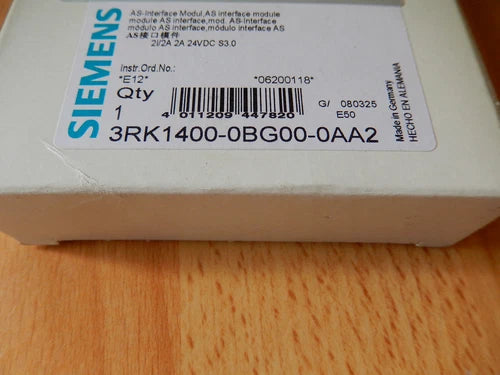 SIEMENS
AS-Interface Modul,AS interface module
module AS interface,mod. AS-Interface
módulo AS interface,módulo interface AS
AS接口模件
2I/2A 2A 24VDC S3.0
Instr.Ord.No.:
"E12" "06200118"
Qty
1
4 011209 447820
G/ 080325
E50
3RK1400-0BG00-0AA2
Made in Germany
HECHO EN ALEMANIA